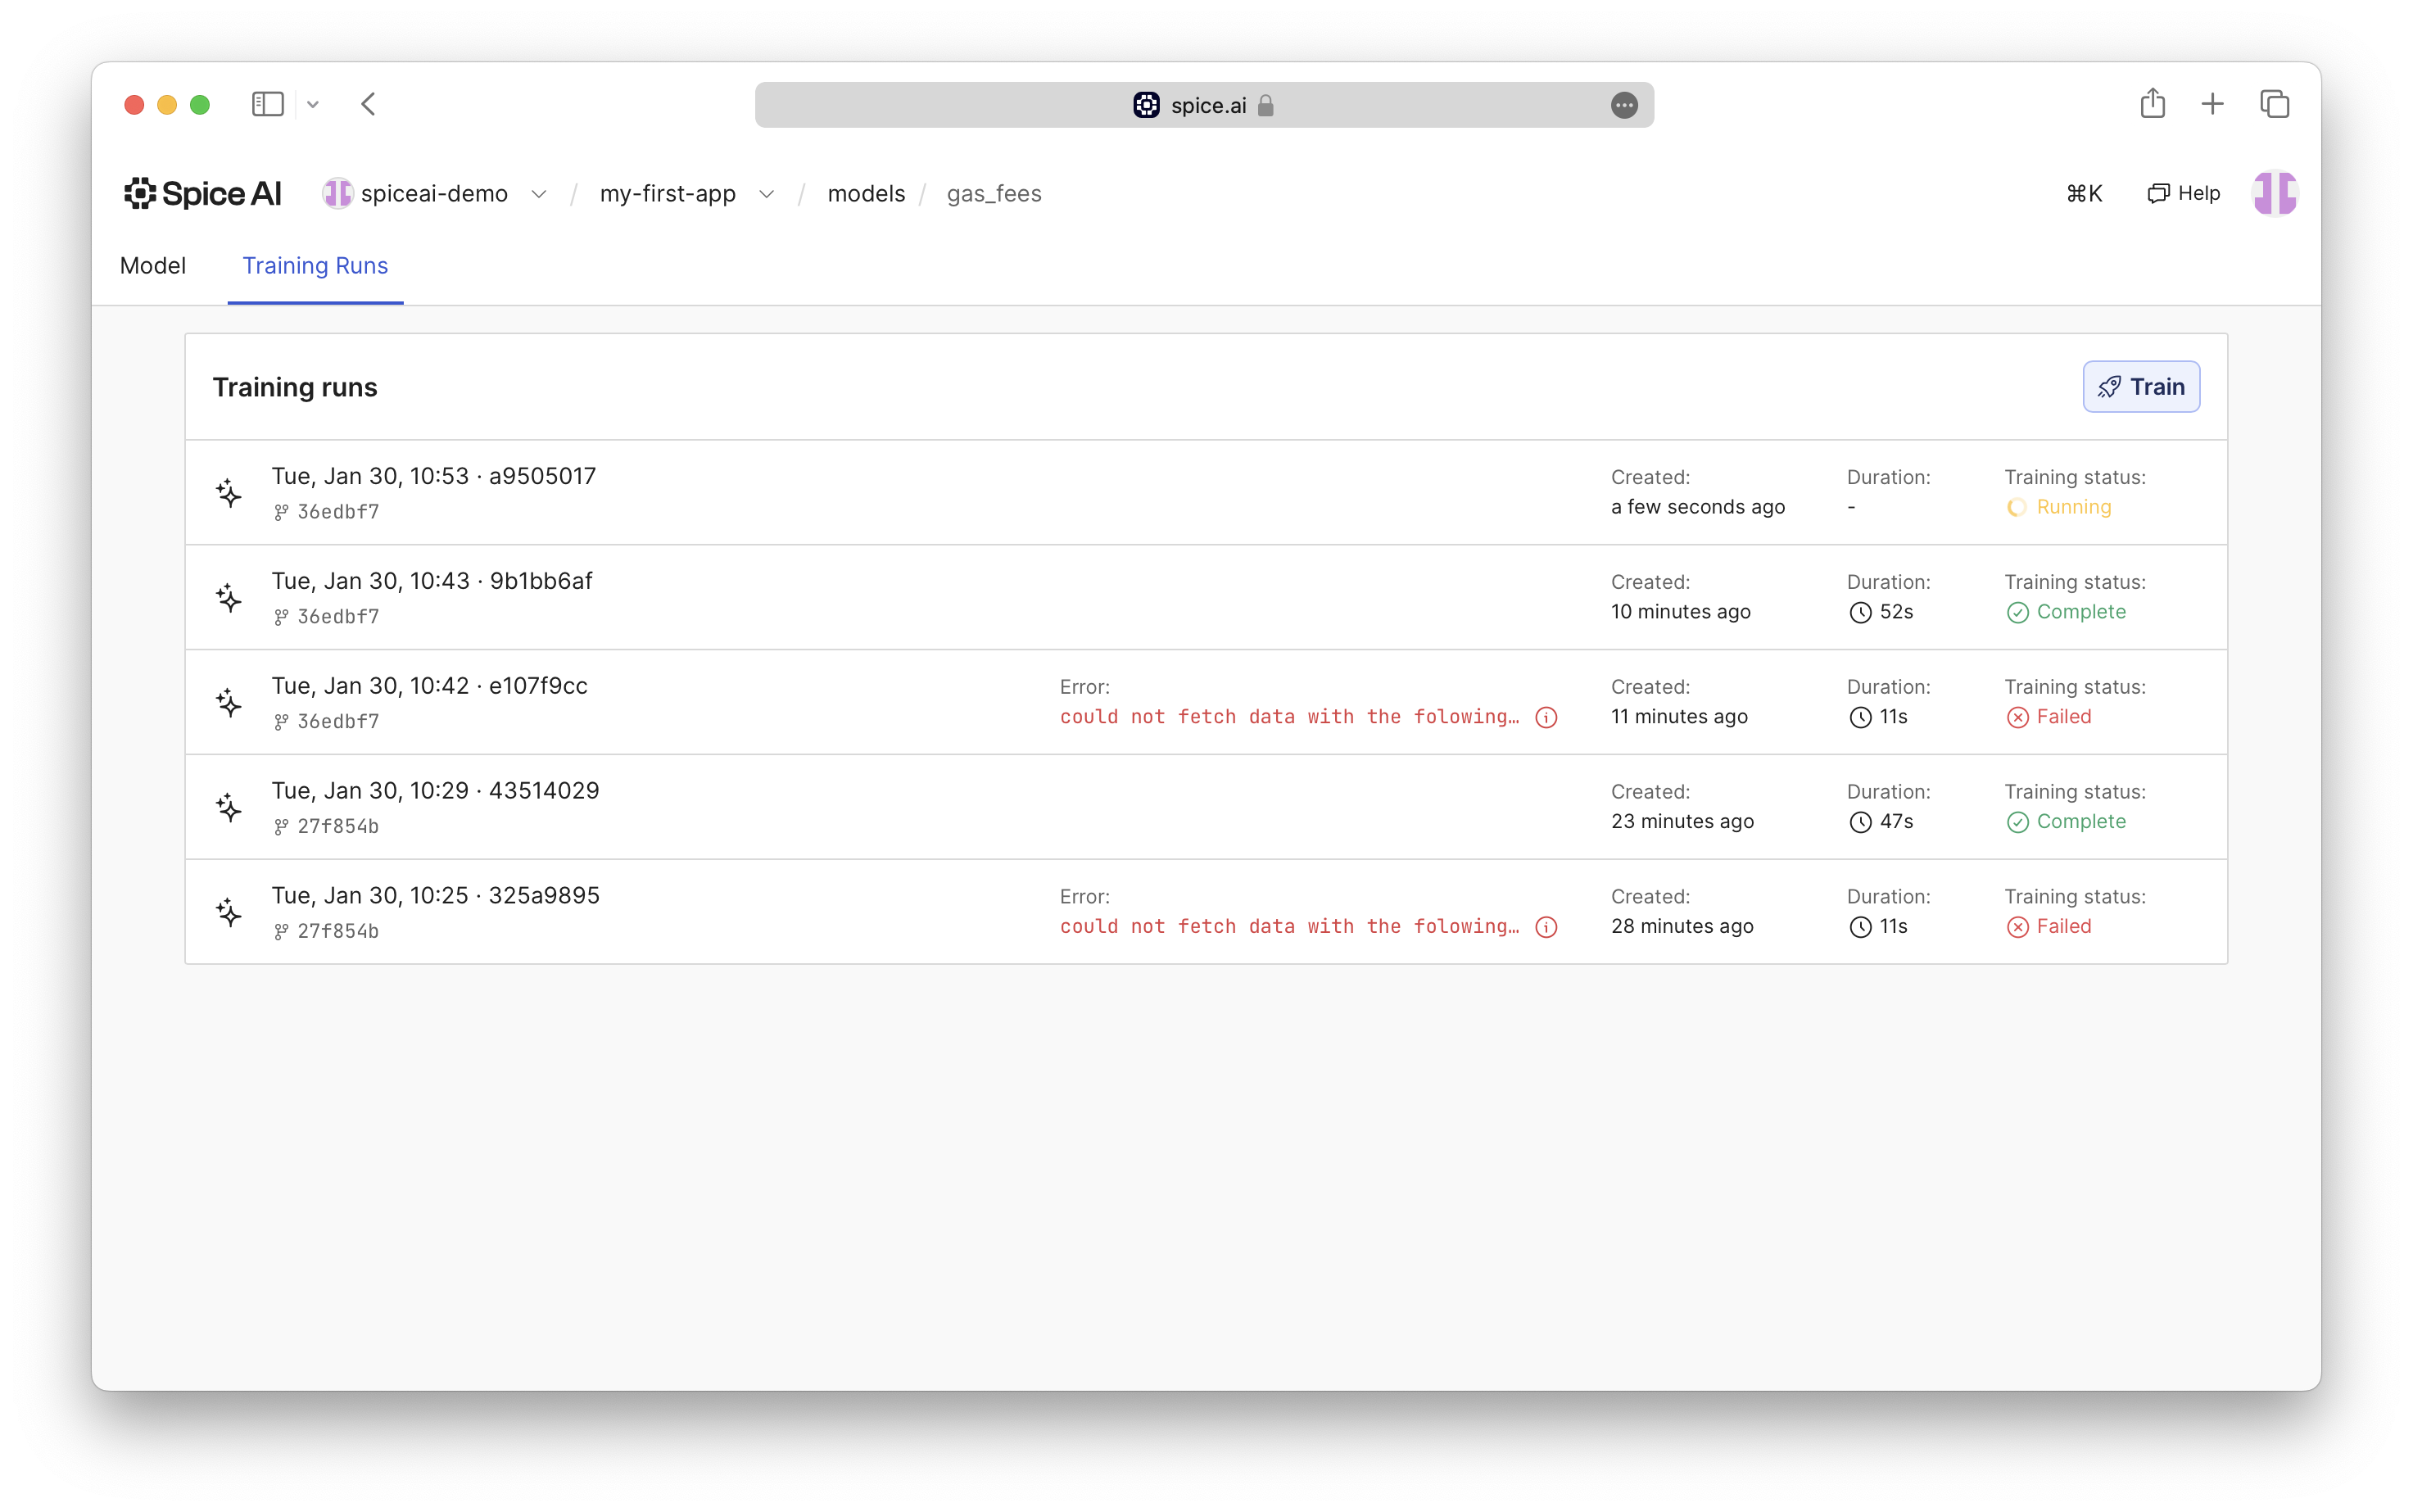 spice.ai
Spice AI spiceai-demo / my-first-app / models / gas_fees ⌘K Help
Model Training Runs
Training runs Train
Tue, Jan 30, 10:53 · a9505017
36edbf7
Created:
a few seconds ago
Duration:
-
Training status:
Running
Tue, Jan 30, 10:43 · 9b1bb6af
36edbf7
Created:
10 minutes ago
Duration:
52s
Training status:
Complete
Tue, Jan 30, 10:42 · e107f9cc
36edbf7
Error:
could not fetch data with the folowing…
Created:
11 minutes ago
Duration:
11s
Training status:
Failed
Tue, Jan 30, 10:29 · 43514029
27f854b
Created:
23 minutes ago
Duration:
47s
Training status:
Complete
Tue, Jan 30, 10:25 · 325a9895
27f854b
Error:
could not fetch data with the folowing…
Created:
28 minutes ago
Duration:
11s
Training status:
Failed